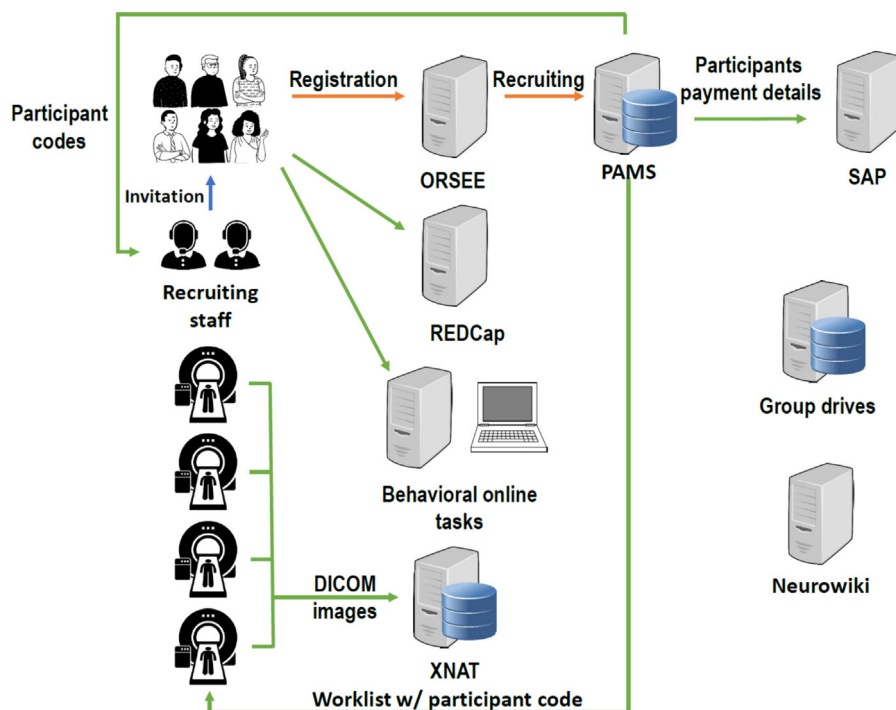 Participant
codes
Registration
Recruiting
Participants
payment details
ORSEE
PAMS
SAP
Invitation
Recruiting
staff
REDCap
Group drives
Behavioral online
tasks
Neurowiki
DICOM
images
XNAT
Worklist w/ participant code